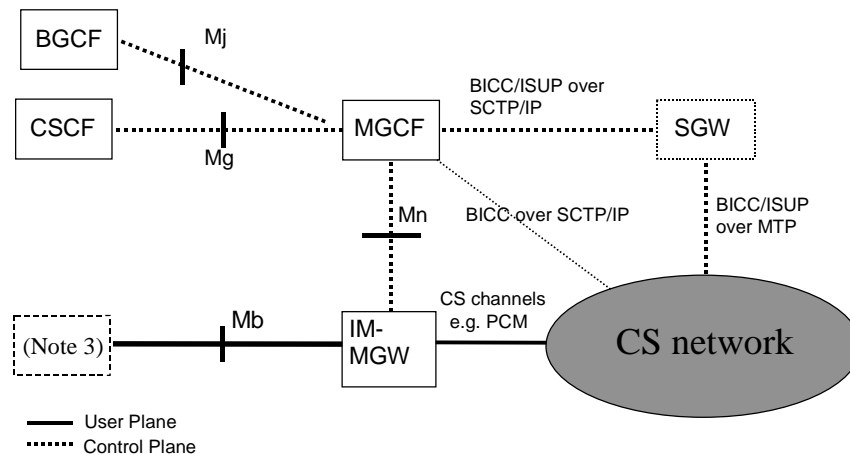 BGCF
Mj
BICC/ISUP over
SCTP/IP
CSCF
Mg
MGCF
SGW
Mn
BICC over SCTP/IP
BICC/ISUP
over MTP
(Note 3)
Mb
IM-
MGW
CS channels
e.g. PCM
CS network
User Plane
Control Plane